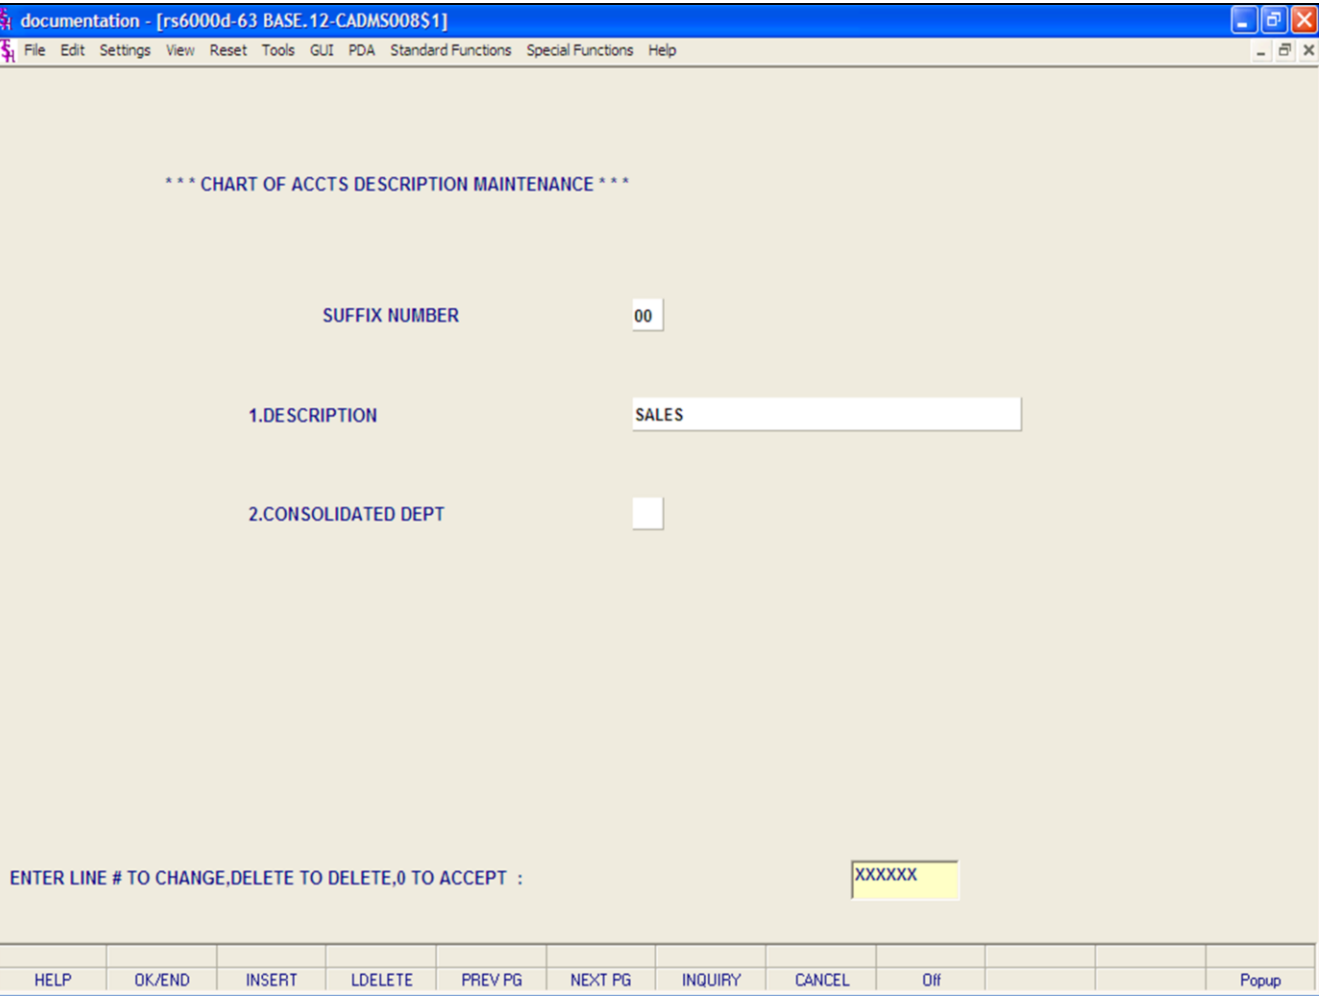 documentation - [rs6000d-63 BASE.12-CADMS008$1]
File Edit Settings View Reset Tools GUI PDA Standard Functions Special Functions Help
* * * CHART OF ACCTS DESCRIPTION MAINTENANCE * * *
SUFFIX NUMBER 00
1.DESCRIPTION SALES
2.CONSOLIDATED DEPT
ENTER LINE # TO CHANGE,DELETE TO DELETE,0 TO ACCEPT : XXXXXX
HELP OK/END INSERT LDELETE PREV PG NEXT PG INQUIRY CANCEL Off Popup